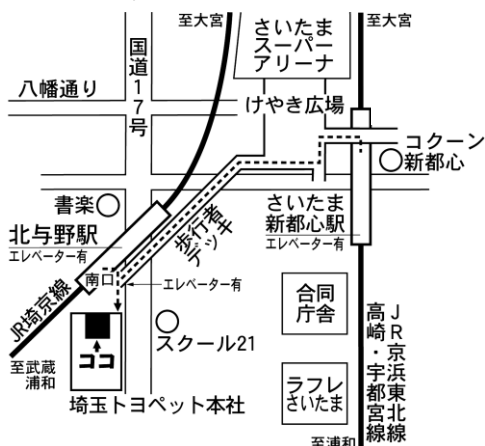 至大宮
さいたま
スーパー
アリーナ
至大宮
国道17号
八幡通り
けやき広場
コクーン
新都心
書楽
さいたま
新都心駅
エレベーター有
北与野駅
エレベーター有
歩行者
デッキ
南口
エレベーター有
JR埼京線
合同
庁舎
JR京浜東北線
高崎・宇都宮線
スクール21
ココ
至武蔵
浦和
ラフレ
さいたま
埼玉トヨペット本社
至浦和